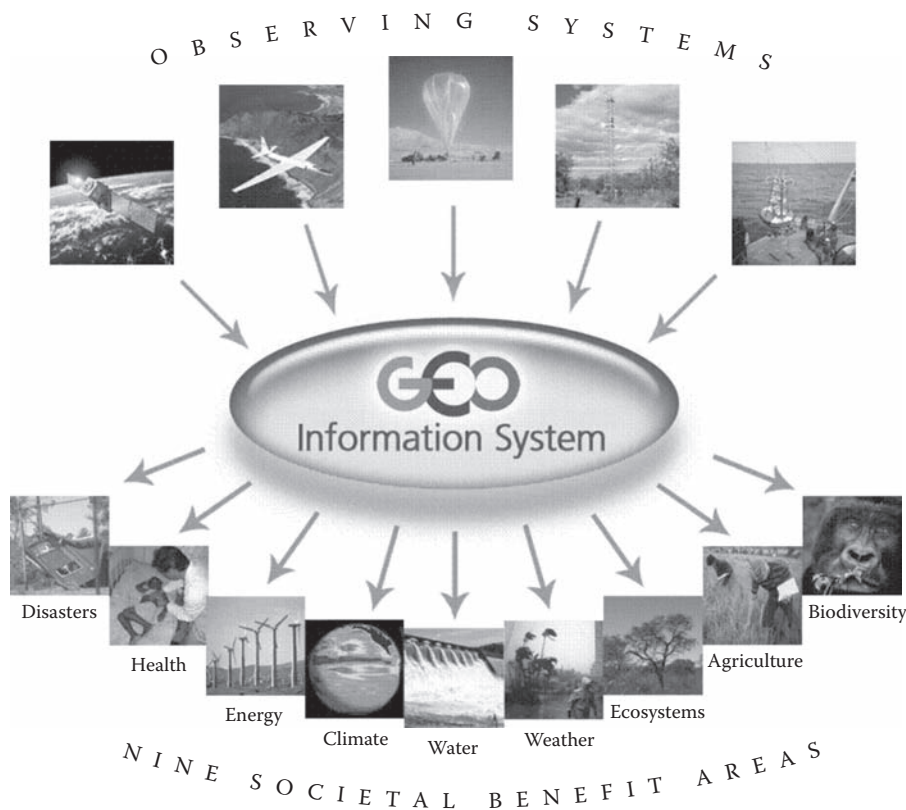 OBSERVING SYSTEMS
GEO
Information System
Disasters
Health
Energy
Climate
Water
Weather
Ecosystems
Agriculture
Biodiversity
NINE SOCIETAL BENEFIT AREAS